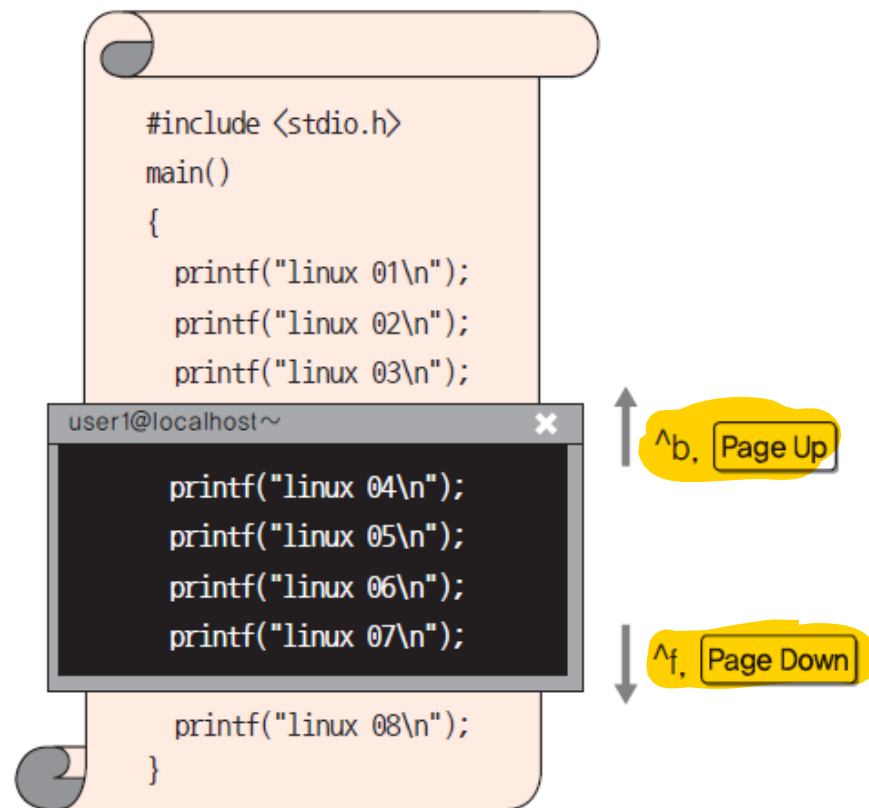 #include <stdio.h>
main()
{
printf("linux 01\n");
printf("linux 02\n");
printf("linux 03\n");
user1@localhost~
printf("linux 04\n");
printf("linux 05\n");
printf("linux 06\n");
printf("linux 07\n");
^b, Page Up
^f, Page Down
printf("linux 08\n");
}